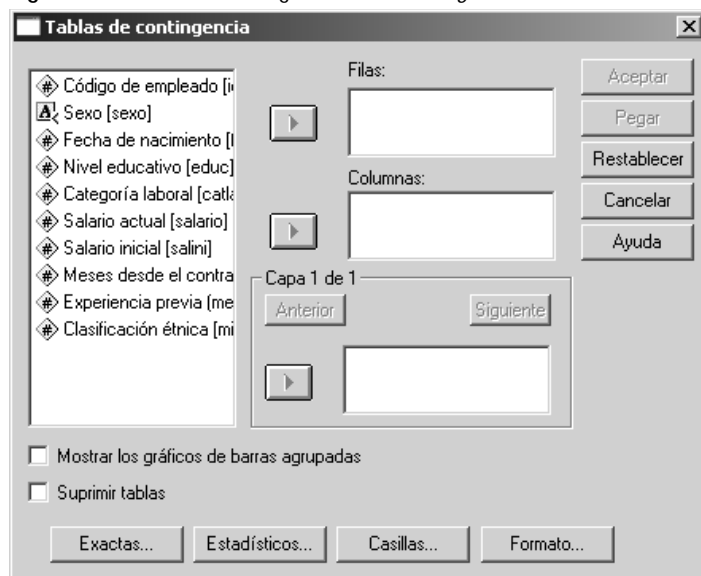 Tablas de contingencia
Código de empleado [i
Sexo [sexo]
Fecha de nacimiento [
Nivel educativo [educ]
Categoría laboral [catla
Salario actual [salario]
Salario inicial [salini]
Meses desde el contra
Experiencia previa (me
Clasificación étnica [mi
Filas:
Columnas:
Capa 1 de 1
Anterior
Siguiente
Aceptar
Pegar
Restablecer
Cancelar
Ayuda
Mostrar los gráficos de barras agrupadas
Suprimir tablas
Exactas...
Estadísticos...
Casillas...
Formato...